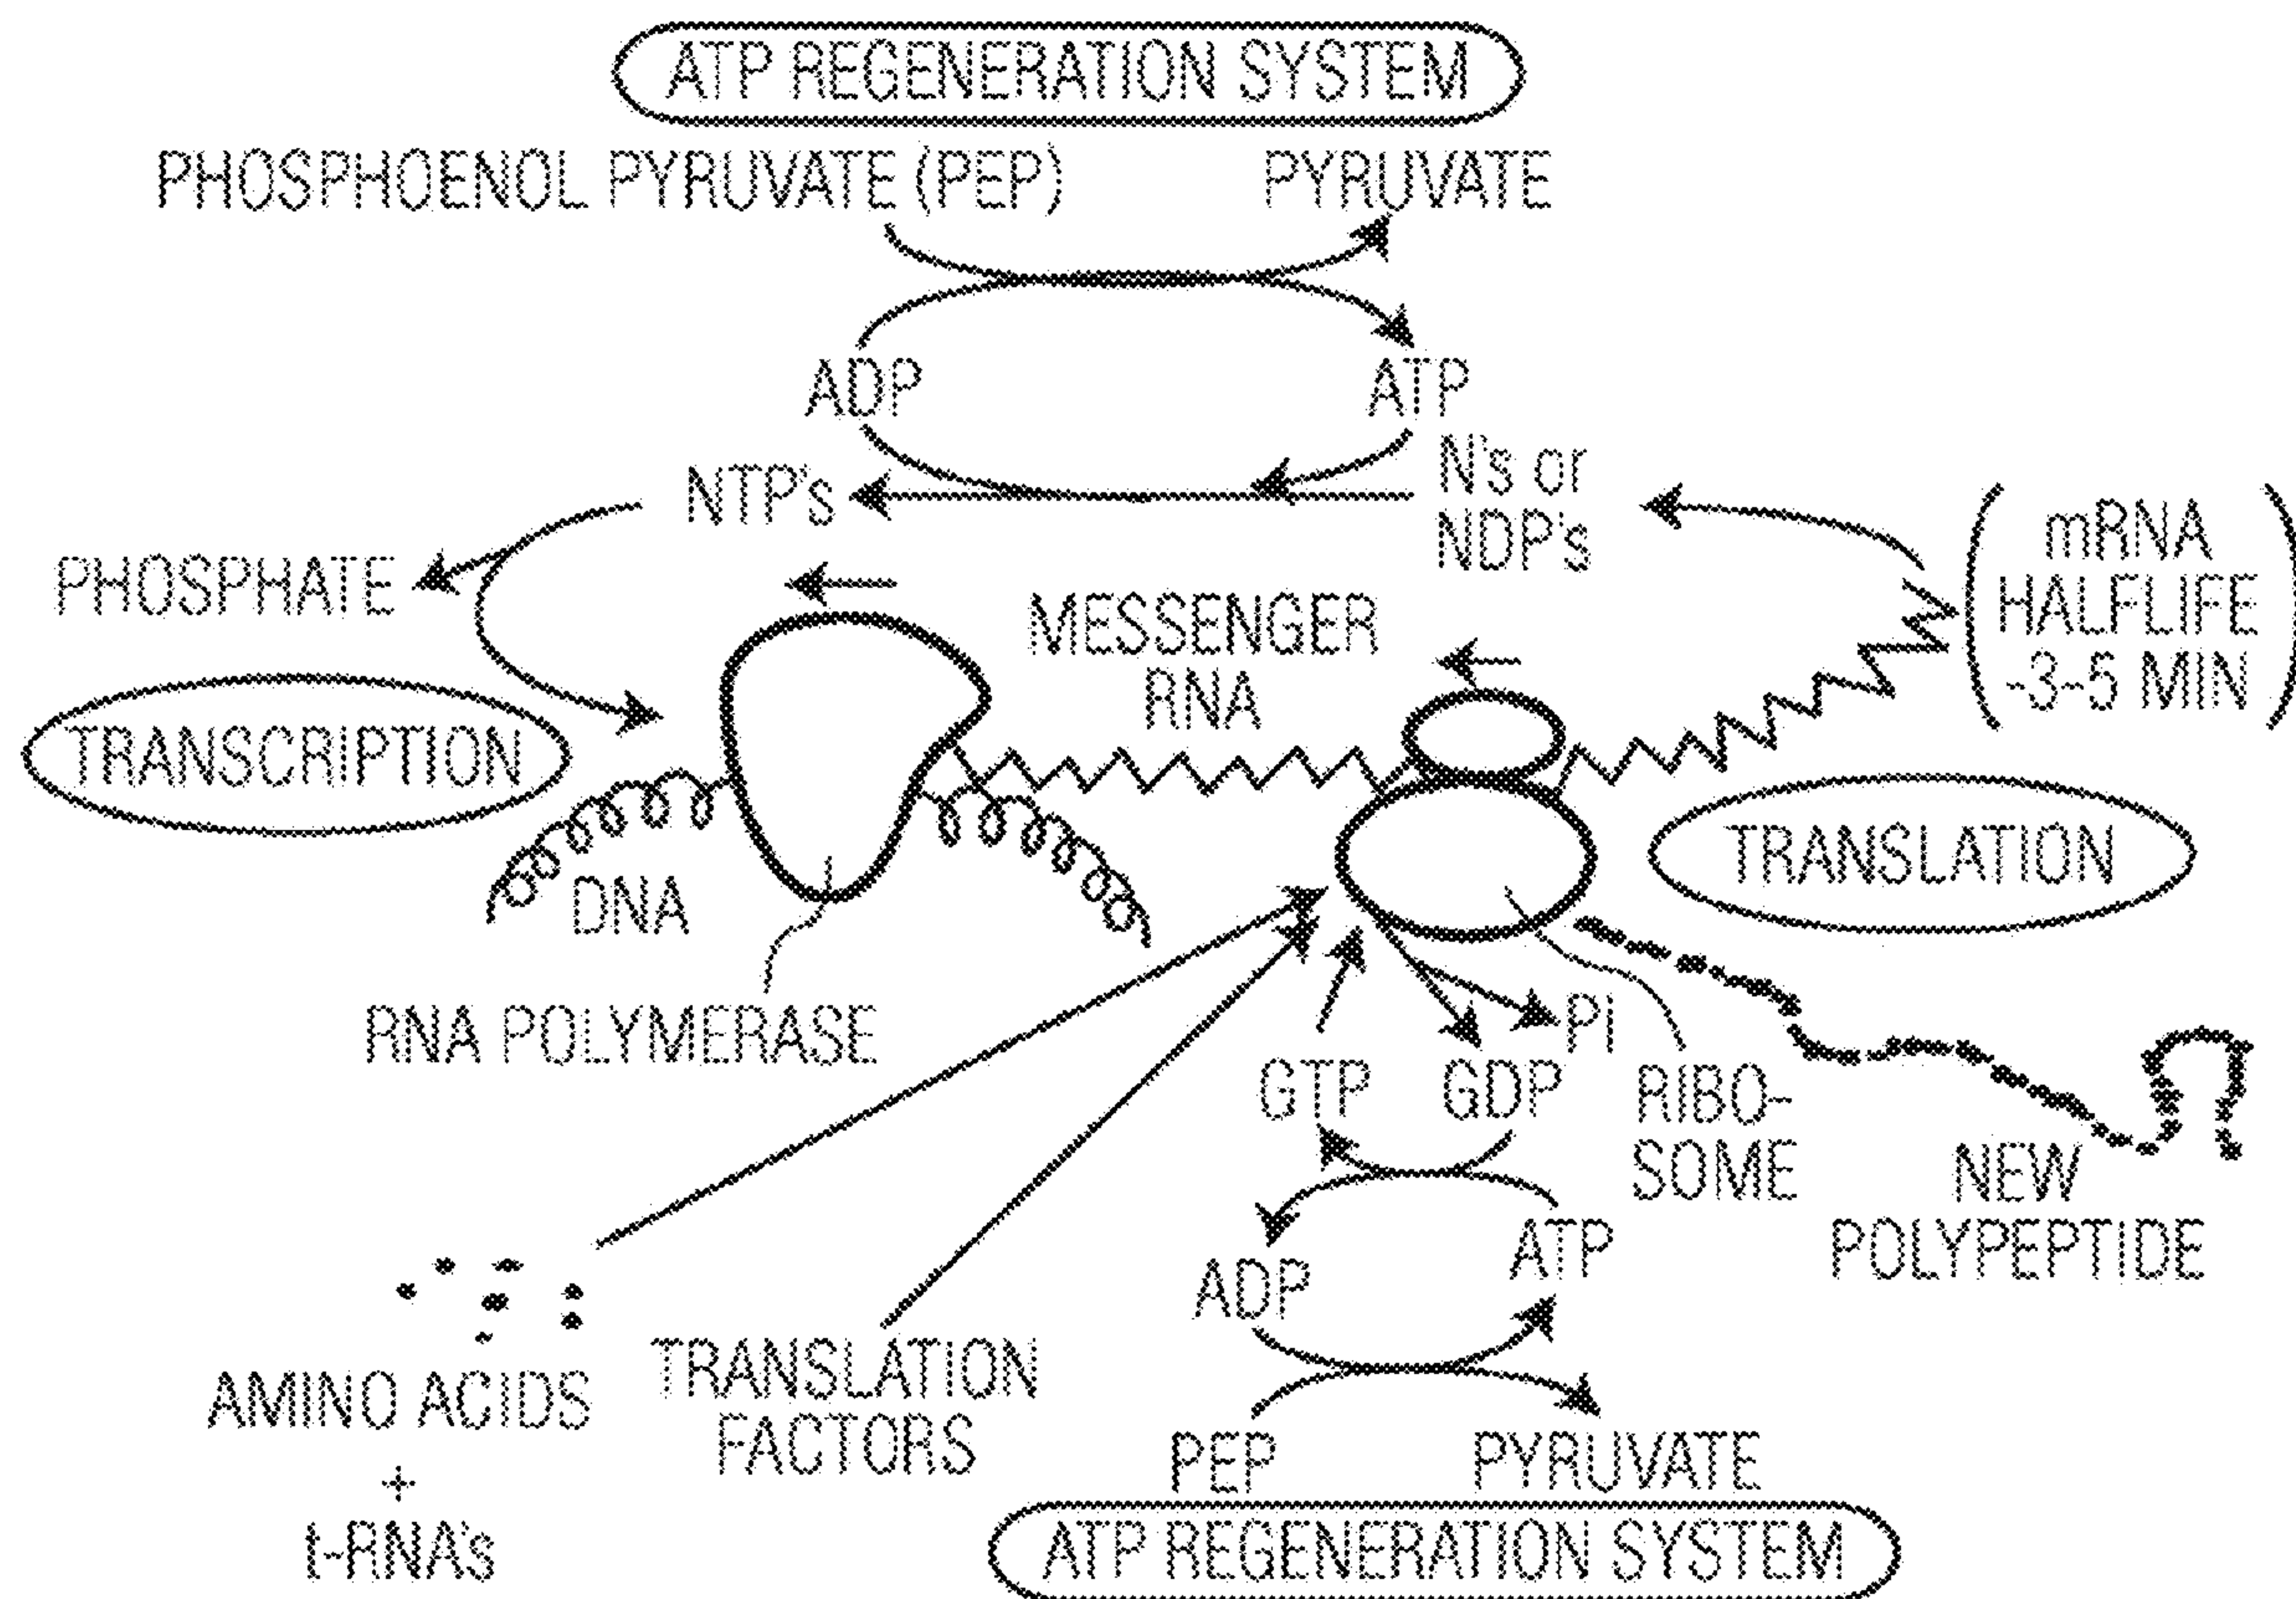 ATP REGENERATION SYSTEM
PHOSPHOENOL PYRUVATE (PEP)
PYRUVATE
ADP
ATP
NTP's
N's or
NDP's
mRNA
HALFLIFE
~3-5 MIN
PHOSPHATE
MESSENGER
RNA
TRANSCRIPTION
TRANSLATION
DNA
RNA POLYMERASE
PI
GTP
GDP
RIBO-
SOME
NEW
POLYPEPTIDE
ADP
ATP
AMINO ACIDS
+
t-RNA's
TRANSLATION
FACTORS
PEP
PYRUVATE
ATP REGENERATION SYSTEM